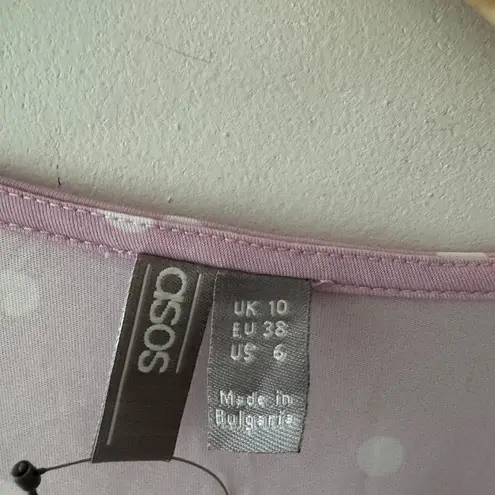 asos
UK 10
EU 38
US 6
Made in
Bulgaria